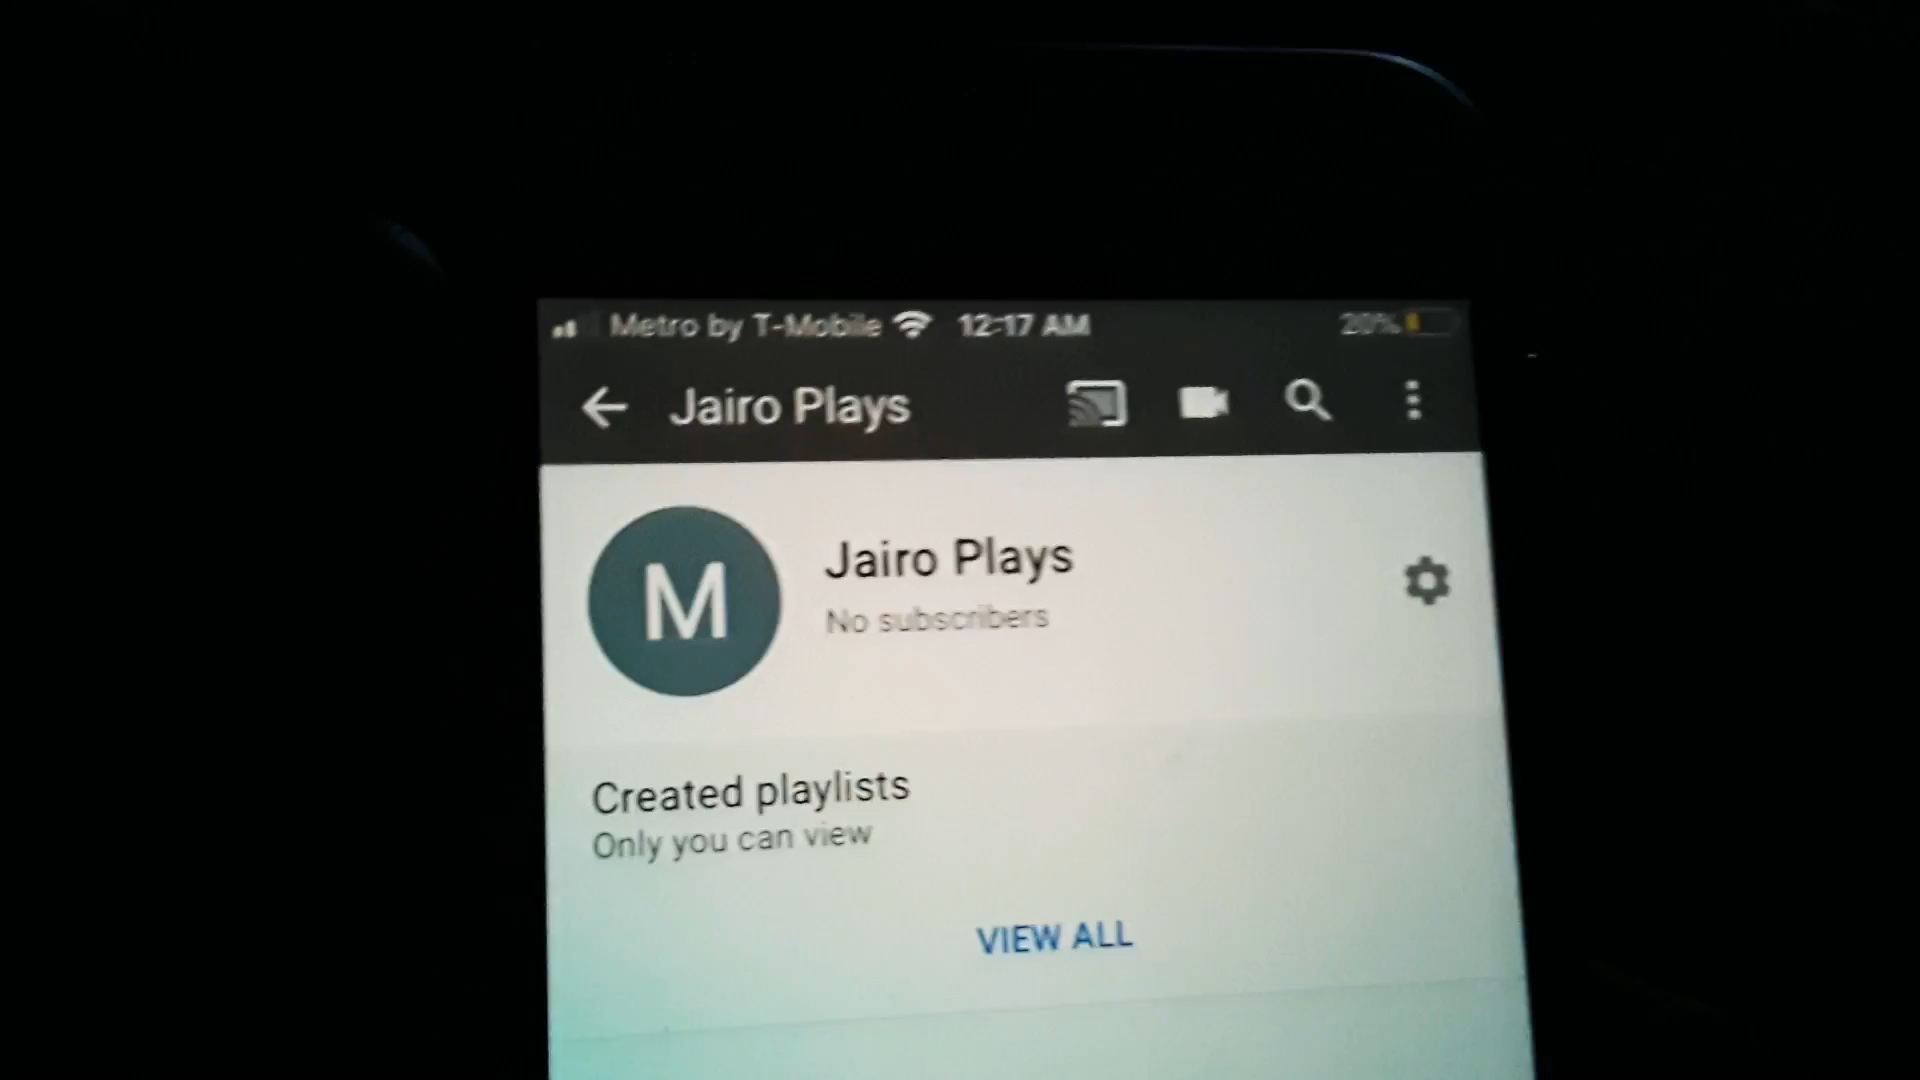 Metro by T-Mobile 12:17 AM 20%
Jairo Plays
M
Jairo Plays
No subscribers
Created playlists
Only you can view
VIEW ALL